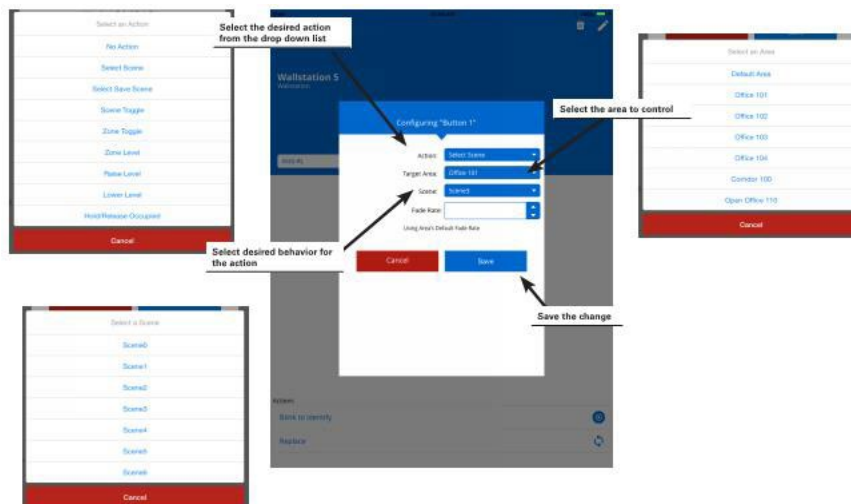 Select an Action
No Action
Select Scene
Select Save Scene
Scene Toggle
Zone Toggle
Zone Level
Raise Level
Lower Level
Hold/Release Occupied
Cancel
Select the desired action
from the drop down list
Wallstation 5
Wallstation
Configuring "Button 1"
Action: Select Scene
Target Area: Office 101
Scene: Scene5
Fade Rate:
Using Area's Default Fade Rate
Cancel Save
Select the area to control
Select desired behavior for
the action
Save the change
Actions
Blink to Identify
Replace
Select an Area
Default Area
Office 101
Office 102
Office 103
Office 104
Corridor 100
Open Office 110
Cancel
Select a Scene
Scene0
Scene1
Scene2
Scene3
Scene4
Scene5
Scene6
Cancel